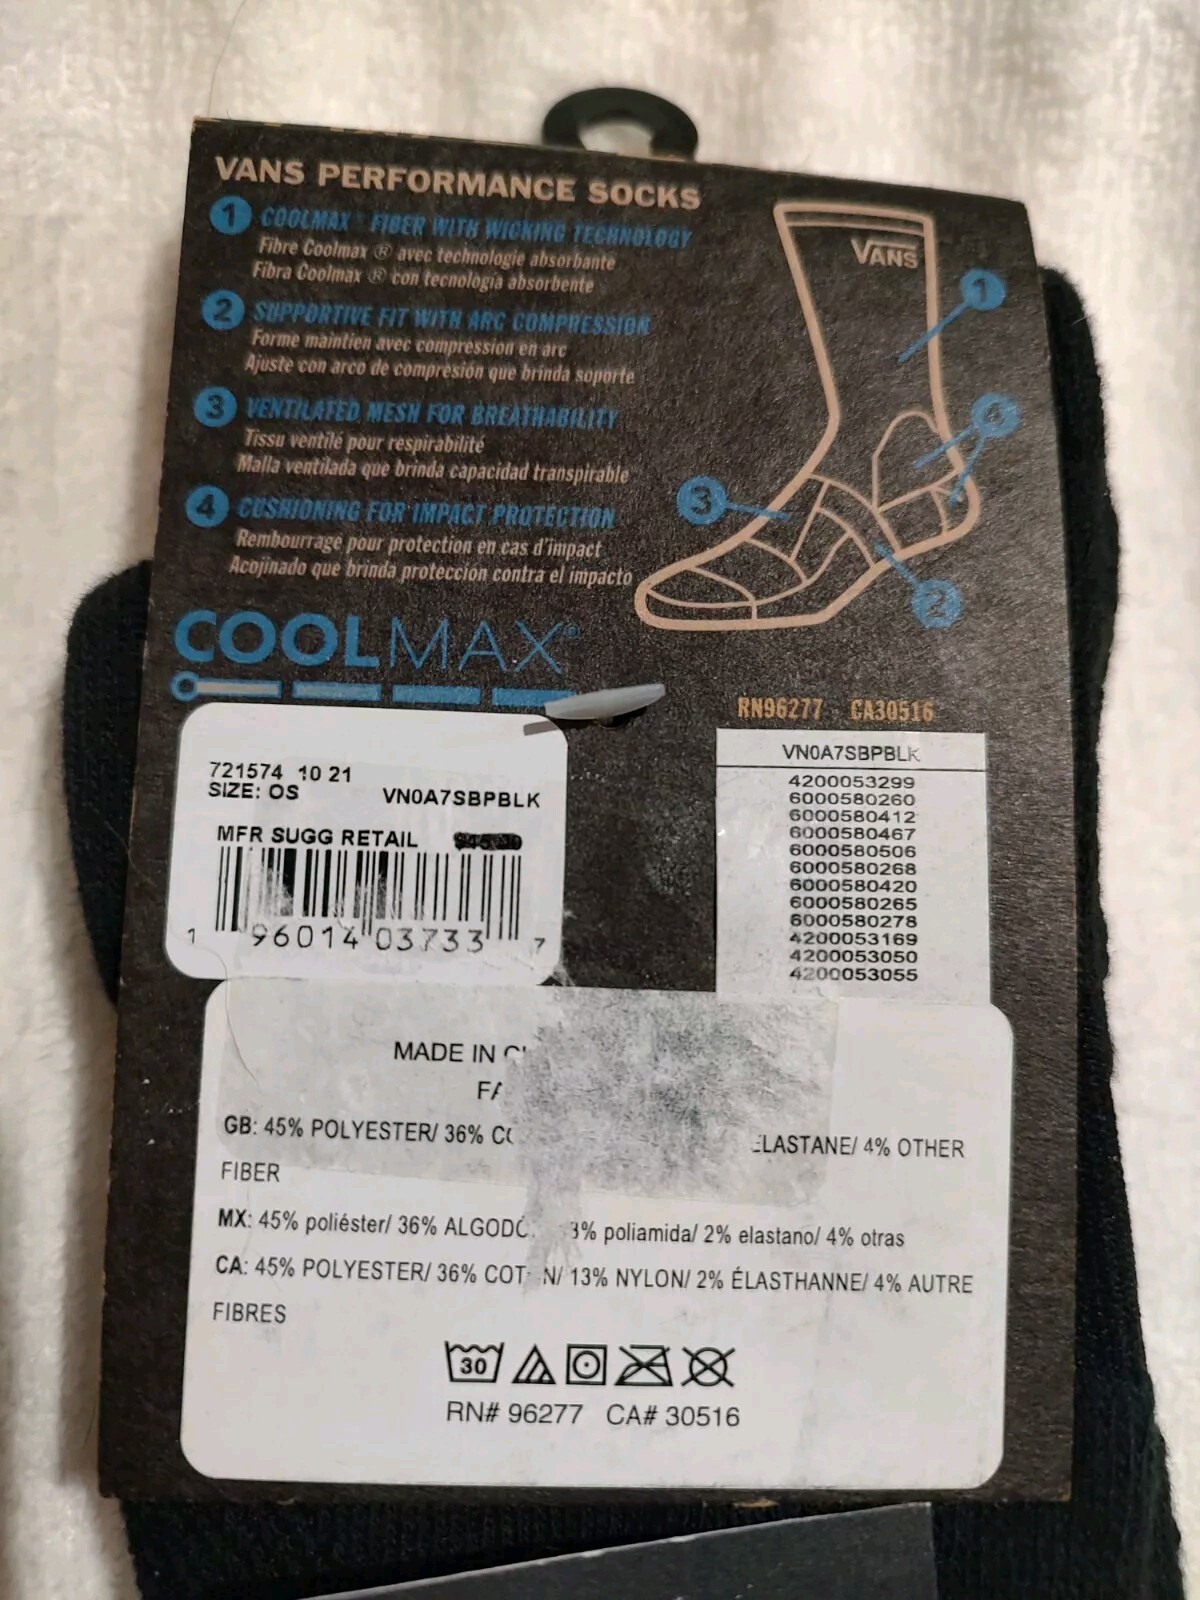 VANS PERFORMANCE SOCKS
1 COOLMAX® FIBER WITH WICKING TECHNOLOGY
Fibre Coolmax ® avec technologie absorbante
Fibra Coolmax ® con tecnología absorbente
2 SUPPORTIVE FIT WITH ARC COMPRESSION
Forme maintien avec compression en arc
Ajuste con arco de compresión que brinda soporte
3 VENTILATED MESH FOR BREATHABILITY
Tissu ventilé pour respirabilité
Malla ventilada que brinda capacidad transpirable
4 CUSHIONING FOR IMPACT PROTECTION
Rembourrage pour protection en cas d'impact
Acojinado que brinda protección contra el impacto
VANS
1
4
3
2
COOLMAX®
RN96277 CA30516
721574 10 21
SIZE: OS VN0A7SBPBLK
MFR SUGG RETAIL
1 96014 03733 7
VN0A7SBPBLK
4200053299
6000580260
6000580412
6000580467
6000580506
6000580268
6000580420
6000580265
6000580278
4200053169
4200053050
4200053055
MADE IN
GB: 45% POLYESTER/ 36% ELASTANE/ 4% OTHER
FIBER
MX: 45% poliéster/ 36% ALGODÓ 3% poliamida/ 2% elastano/ 4% otras
CA: 45% POLYESTER/ 36% COT N/ 13% NYLON/ 2% ÉLASTHANNE/ 4% AUTRE
FIBRES
30
RN# 96277 CA# 30516